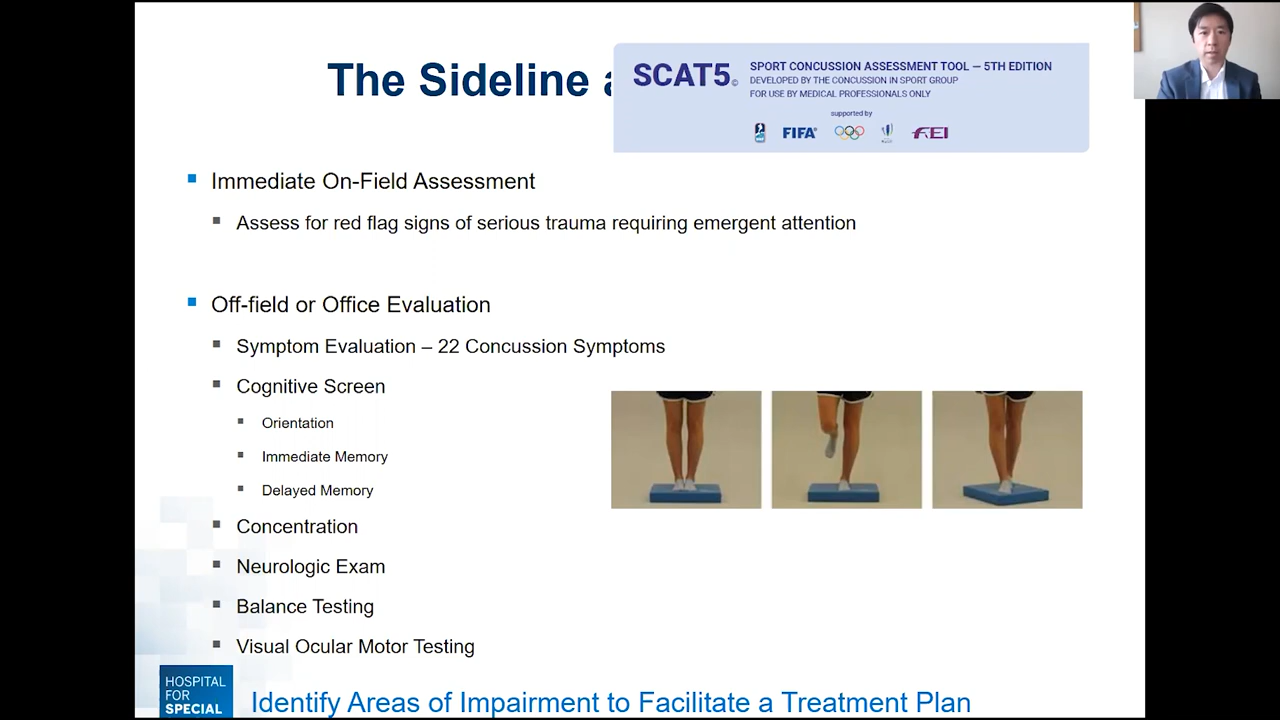 The Sideline
SCAT5©
SPORT CONCUSSION ASSESSMENT TOOL — 5TH EDITION
DEVELOPED BY THE CONCUSSION IN SPORT GROUP
FOR USE BY MEDICAL PROFESSIONALS ONLY
supported by
FIFA®
FEI
Immediate On-Field Assessment
Assess for red flag signs of serious trauma requiring emergent attention
Off-field or Office Evaluation
Symptom Evaluation – 22 Concussion Symptoms
Cognitive Screen
Orientation
Immediate Memory
Delayed Memory
Concentration
Neurologic Exam
Balance Testing
Visual Ocular Motor Testing
HOSPITAL
FOR
SPECIAL
Identify Areas of Impairment to Facilitate a Treatment Plan